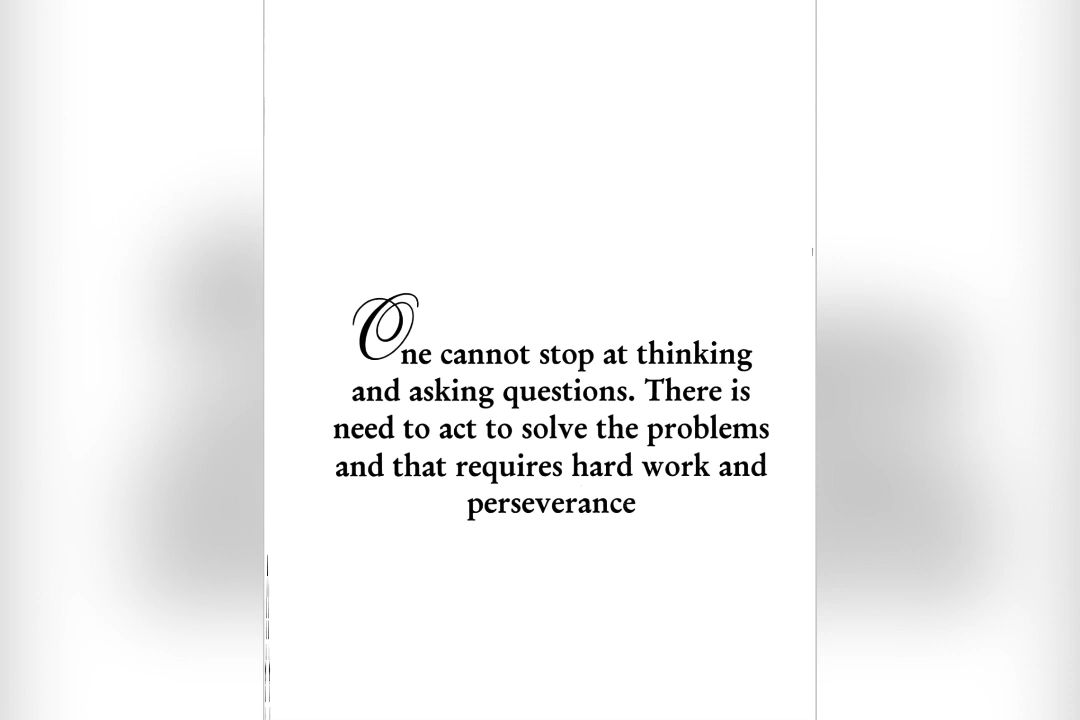 One cannot stop at thinking
and asking questions. There is
need to act to solve the problems
and that requires hard work and
perseverance